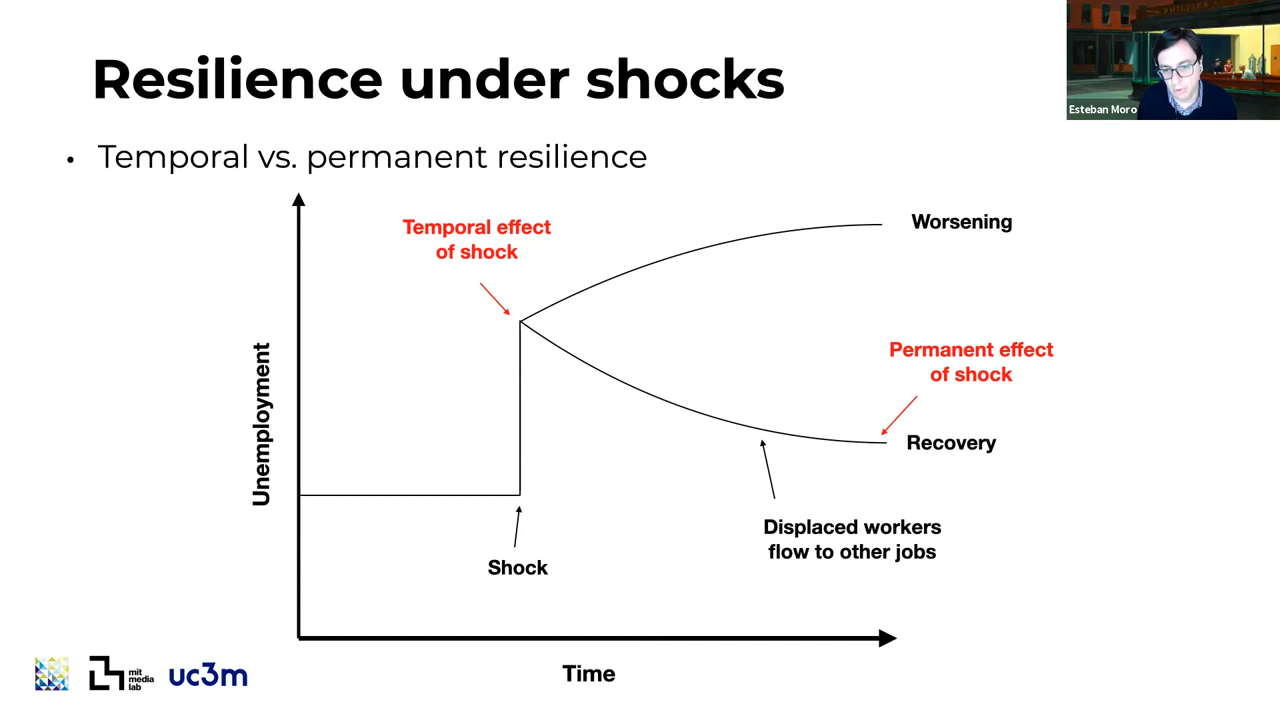 Resilience under shocks
PHILLIES
Esteban Moro
• Temporal vs. permanent resilience
Temporal effect
of shock
Worsening
Permanent effect
of shock
Recovery
Unemployment
Displaced workers
flow to other jobs
Shock
Time
mit
media
lab
uc3m